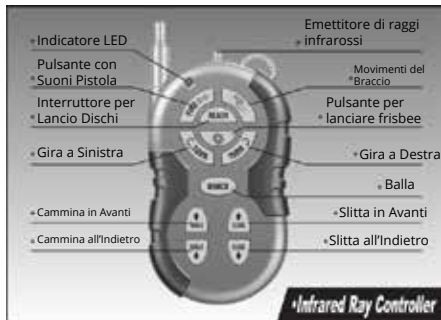 Indicatore LED
Emettitore di raggi
infrarossi
Pulsante con
Suoni Pistola
Movimenti del
Braccio
Interruttore per
Lancio Dischi
Pulsante per
lanciare frisbee
Gira a Sinistra
Gira a Destra
Balla
Cammina in Avanti
Slitta in Avanti
Cammina all'Indietro
Slitta all'Indietro
Infrared Ray Controller